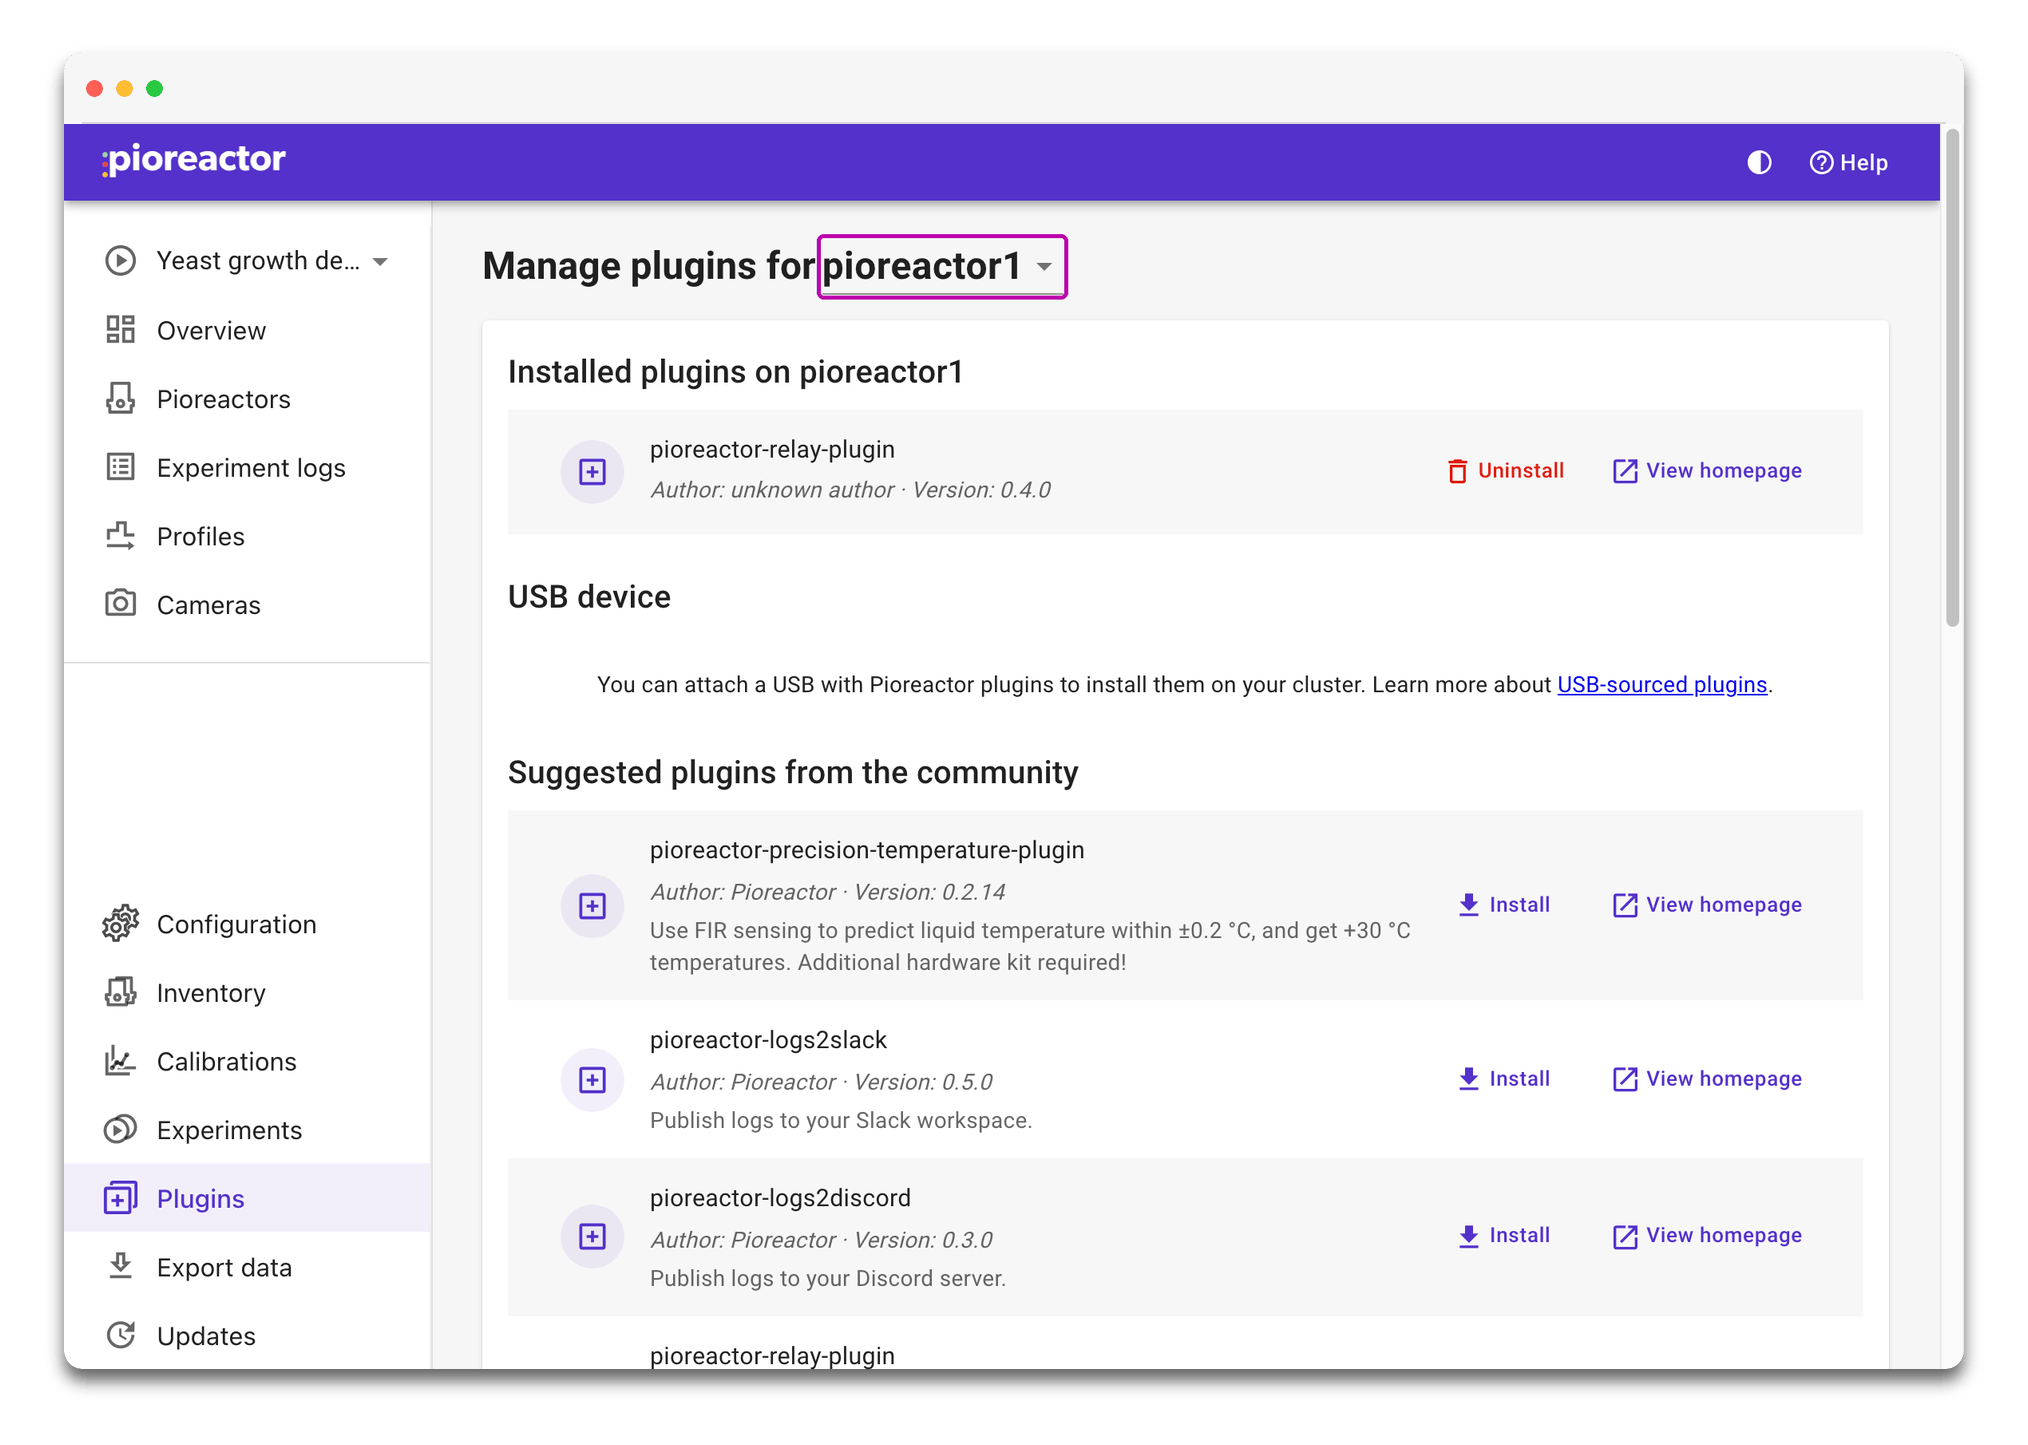 pioreactor
Help
Yeast growth de...
Overview
Pioreactors
Experiment logs
Profiles
Cameras
Configuration
Inventory
Calibrations
Experiments
Plugins
Export data
Updates
Manage plugins for pioreactor1
Installed plugins on pioreactor1
pioreactor-relay-plugin
Author: unknown author · Version: 0.4.0
Uninstall
View homepage
USB device
You can attach a USB with Pioreactor plugins to install them on your cluster. Learn more about USB-sourced plugins.
Suggested plugins from the community
pioreactor-precision-temperature-plugin
Author: Pioreactor · Version: 0.2.14
Use FIR sensing to predict liquid temperature within ±0.2 °C, and get +30 °C
temperatures. Additional hardware kit required!
Install
View homepage
pioreactor-logs2slack
Author: Pioreactor · Version: 0.5.0
Publish logs to your Slack workspace.
Install
View homepage
pioreactor-logs2discord
Author: Pioreactor · Version: 0.3.0
Publish logs to your Discord server.
Install
View homepage
pioreactor-relay-plugin